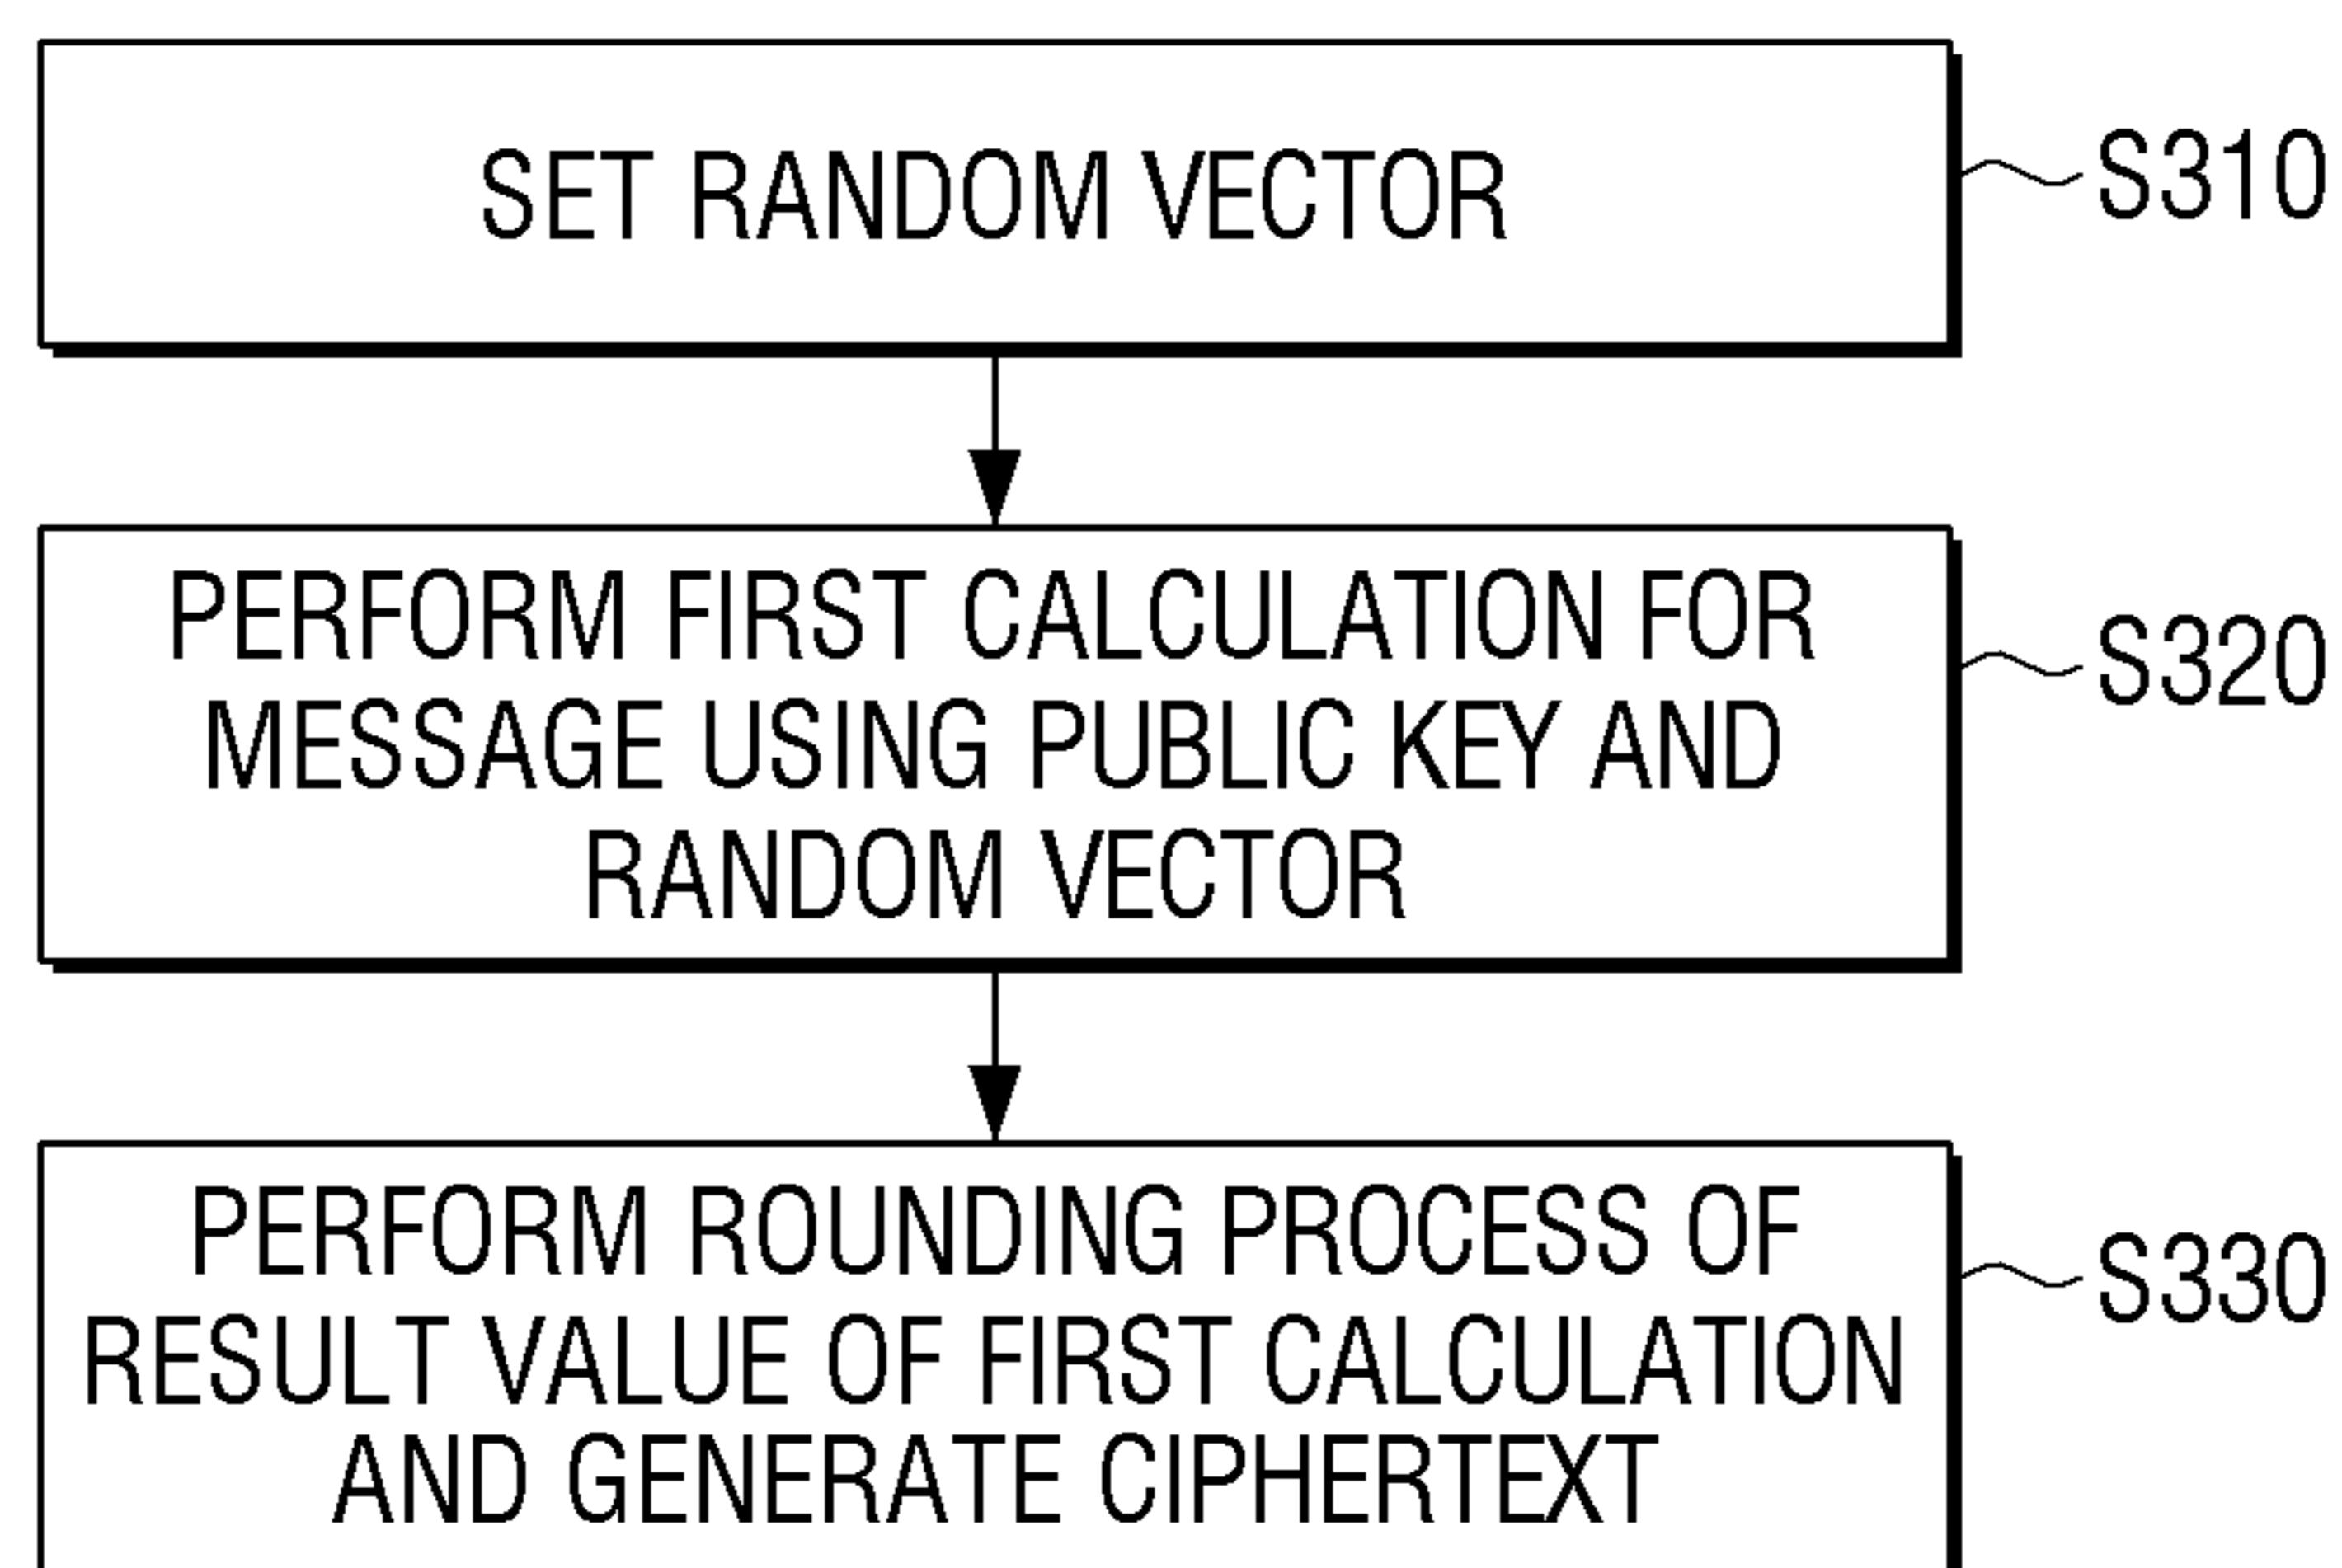 SET RANDOM VECTOR
S310
PERFORM FIRST CALCULATION FOR
MESSAGE USING PUBLIC KEY AND
RANDOM VECTOR
S320
PERFORM ROUNDING PROCESS OF
RESULT VALUE OF FIRST CALCULATION
AND GENERATE CIPHERTEXT
S330